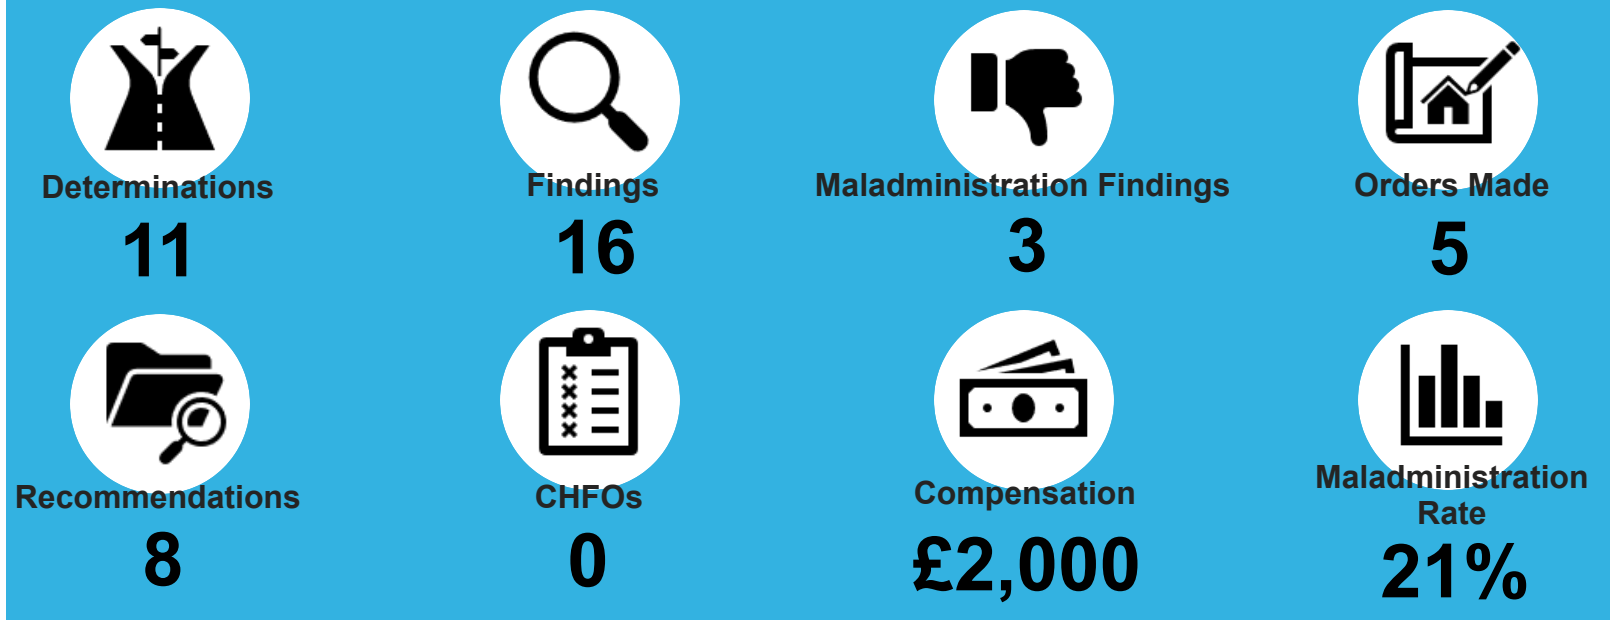 Determinations
11
Findings
16
Maladministration Findings
3
Orders Made
5
Recommendations
8
CHFOs
0
Compensation
£2,000
Maladministration
Rate
21%